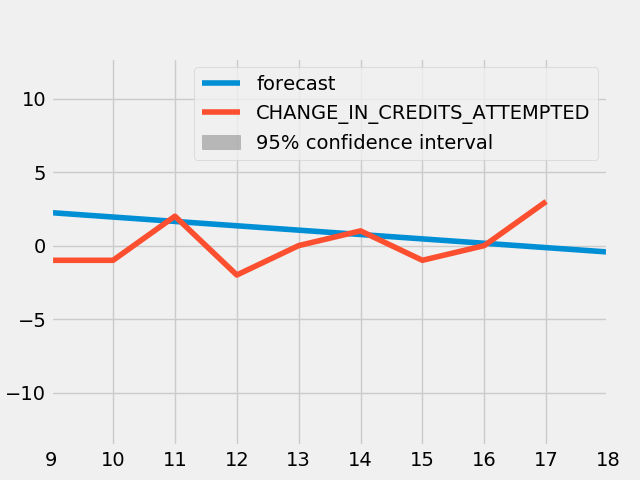 forecast
CHANGE_IN_CREDITS_ATTEMPTED
95% confidence interval
10
5
0
−5
−10
9 10 11 12 13 14 15 16 17 18